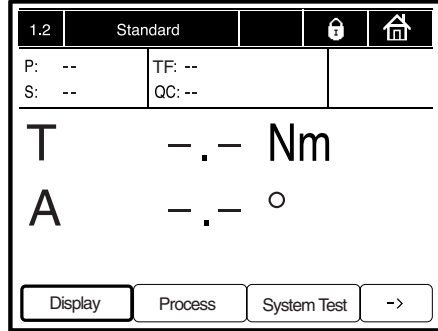 1.2 Standard
P: -- TF: --
S: -- QC: --
T -.- Nm
A -.- °
Display Process System Test ->